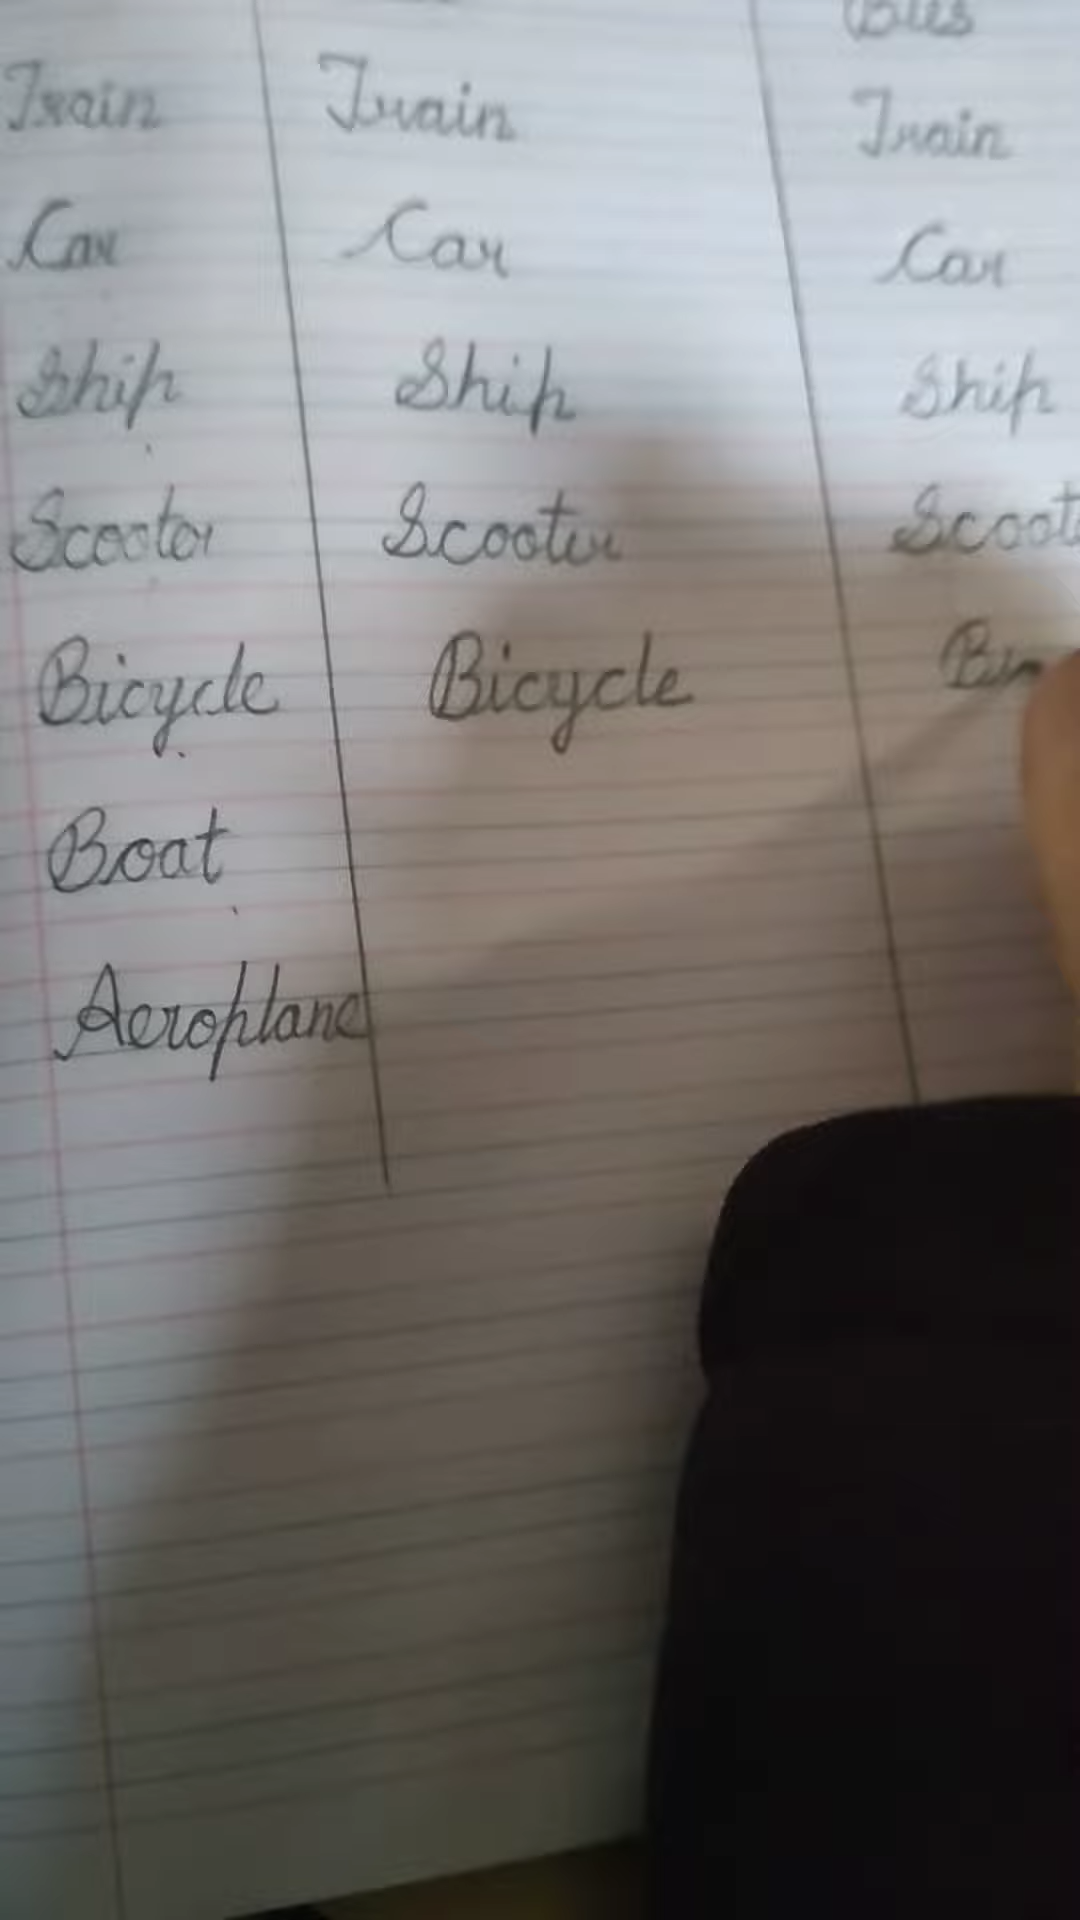 Bus
Train Train Train
Car Car Car
Ship Ship Ship
Scooter Scooter
Bicycle Bicycle
Boat
Aeroplane